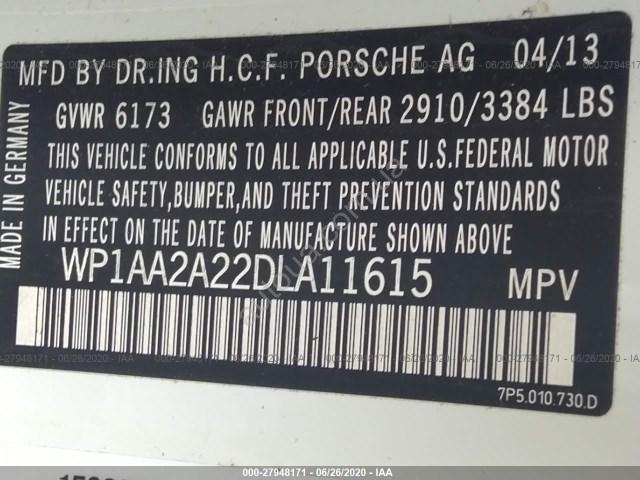 MFD BY DR.ING H.C.F. PORSCHE AG 04/13
GVWR 6173 GAWR FRONT/REAR 2910/3384 LBS
THIS VEHICLE CONFORMS TO ALL APPLICABLE U.S.FEDERAL MOTOR
VEHICLE SAFETY,BUMPER,AND THEFT PREVENTION STANDARDS
IN EFFECT ON THE DATE OF MANUFACTURE SHOWN ABOVE
WP1AA2A22DLA11615 MPV
MADE IN GERMANY
7P5.010.730.D
000-27948171 - 06/26/2020 - IAA